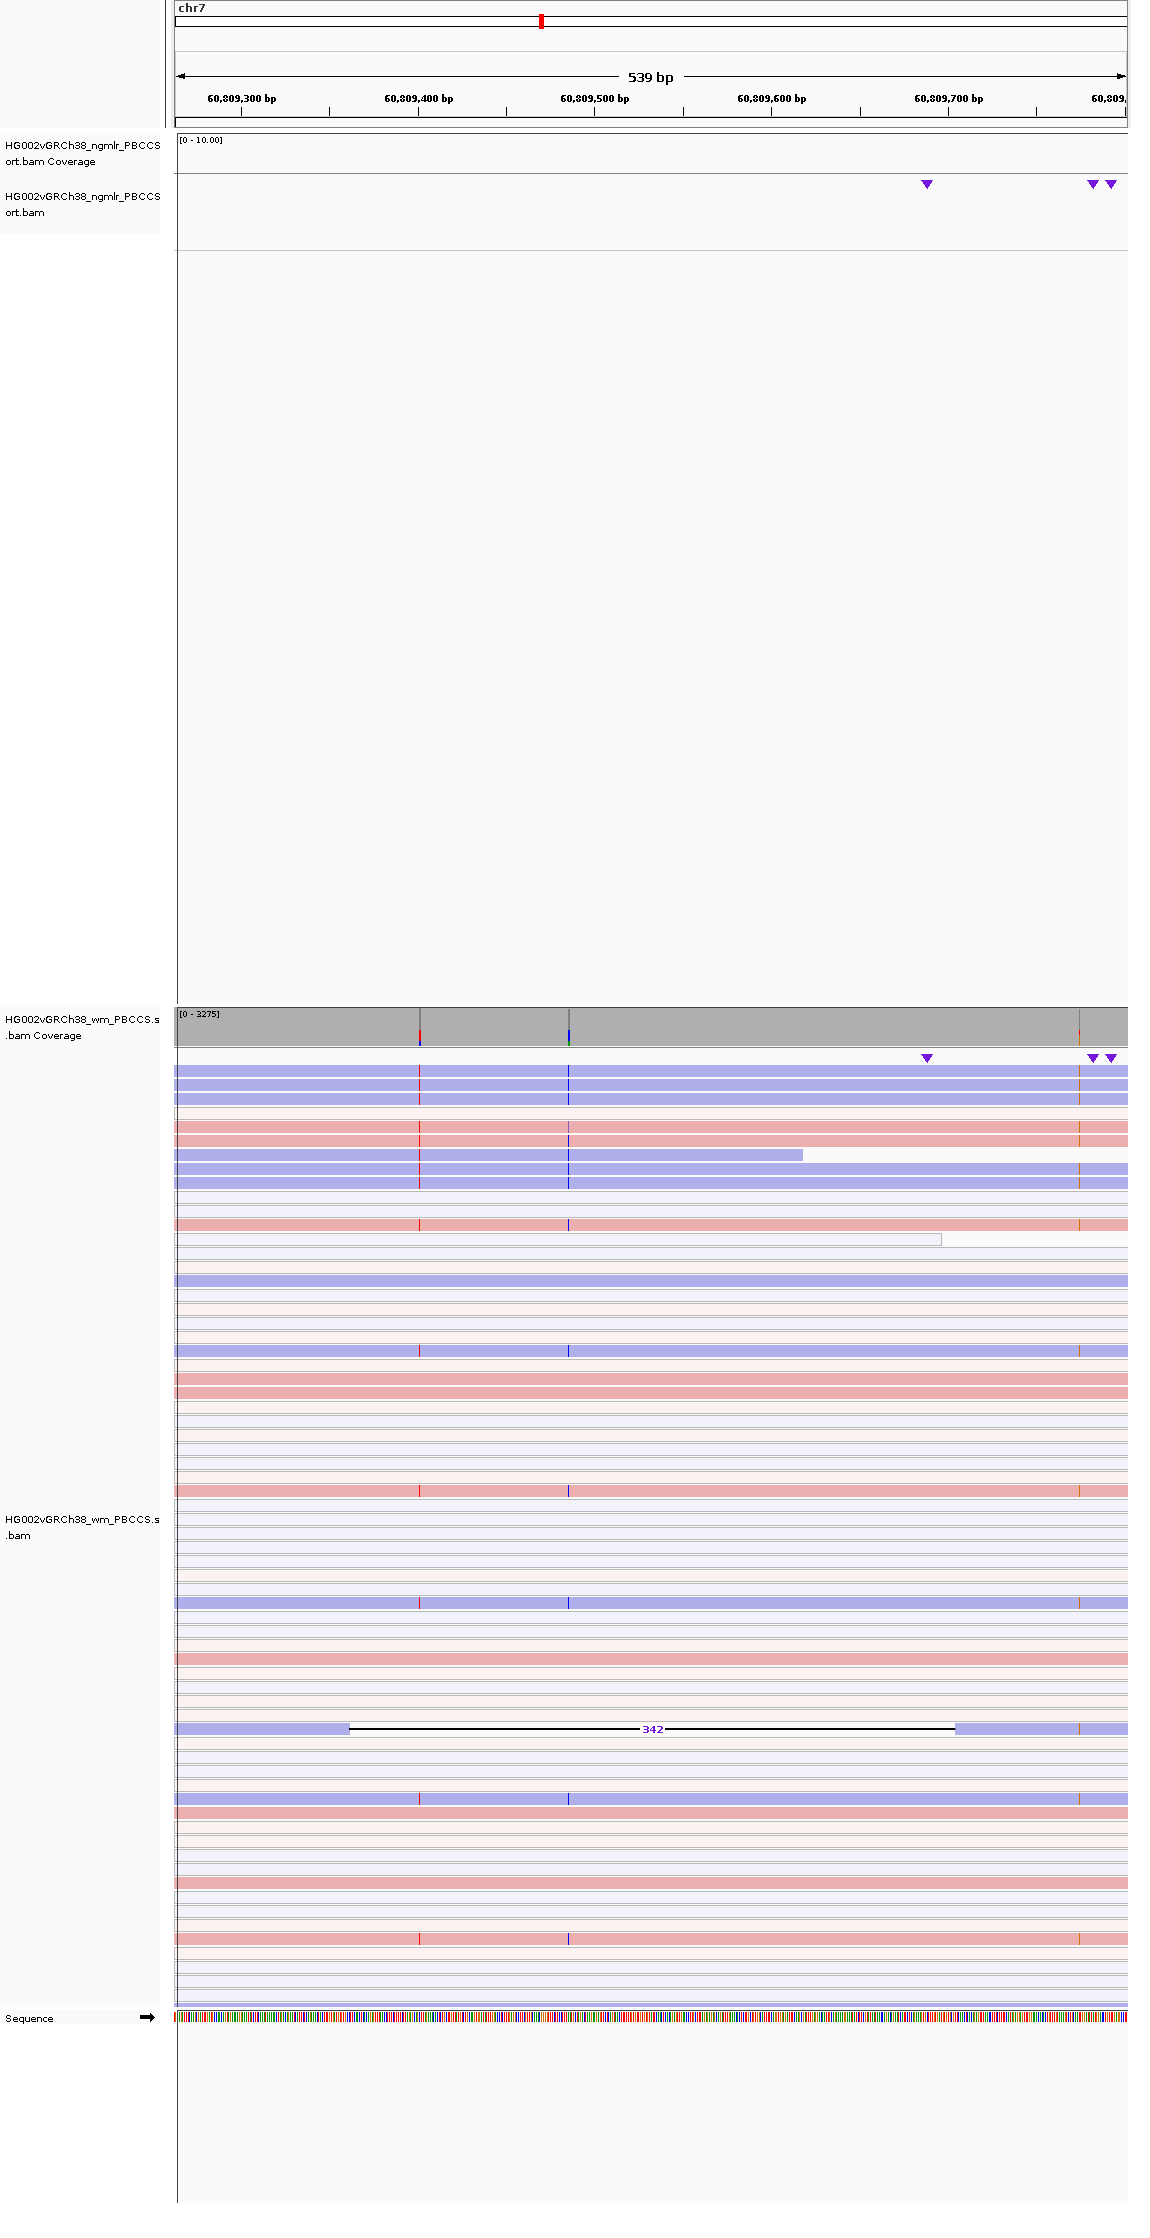 chr7
539 bp
60,809,300 bp 60,809,400 bp 60,809,500 bp 60,809,600 bp 60,809,700 bp 60,809,
HG002vGRCh38_ngmlr_PBCCS
ort.bam Coverage
[0 - 10.00]
HG002vGRCh38_ngmlr_PBCCS
ort.bam
HG002vGRCh38_wm_PBCCS.s
.bam Coverage
[0 - 3275]
HG002vGRCh38_wm_PBCCS.s
.bam
342
Sequence